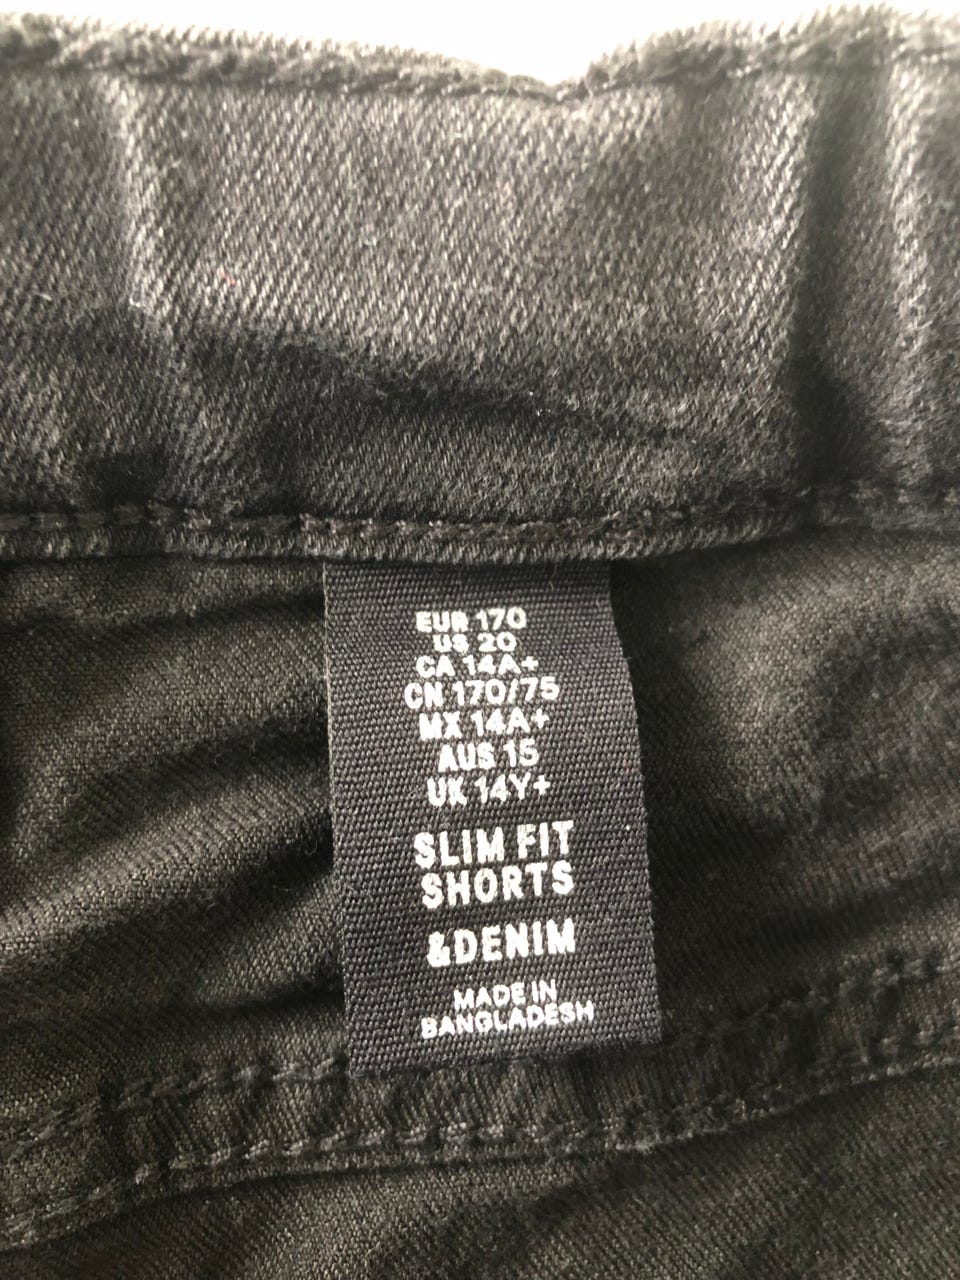 EUR 170
US 20
CA 14A+
CN 170/75
MX 14A+
AUS 15
UK 14Y+
SLIM FIT
SHORTS
&DENIM
MADE IN
BANGLADESH